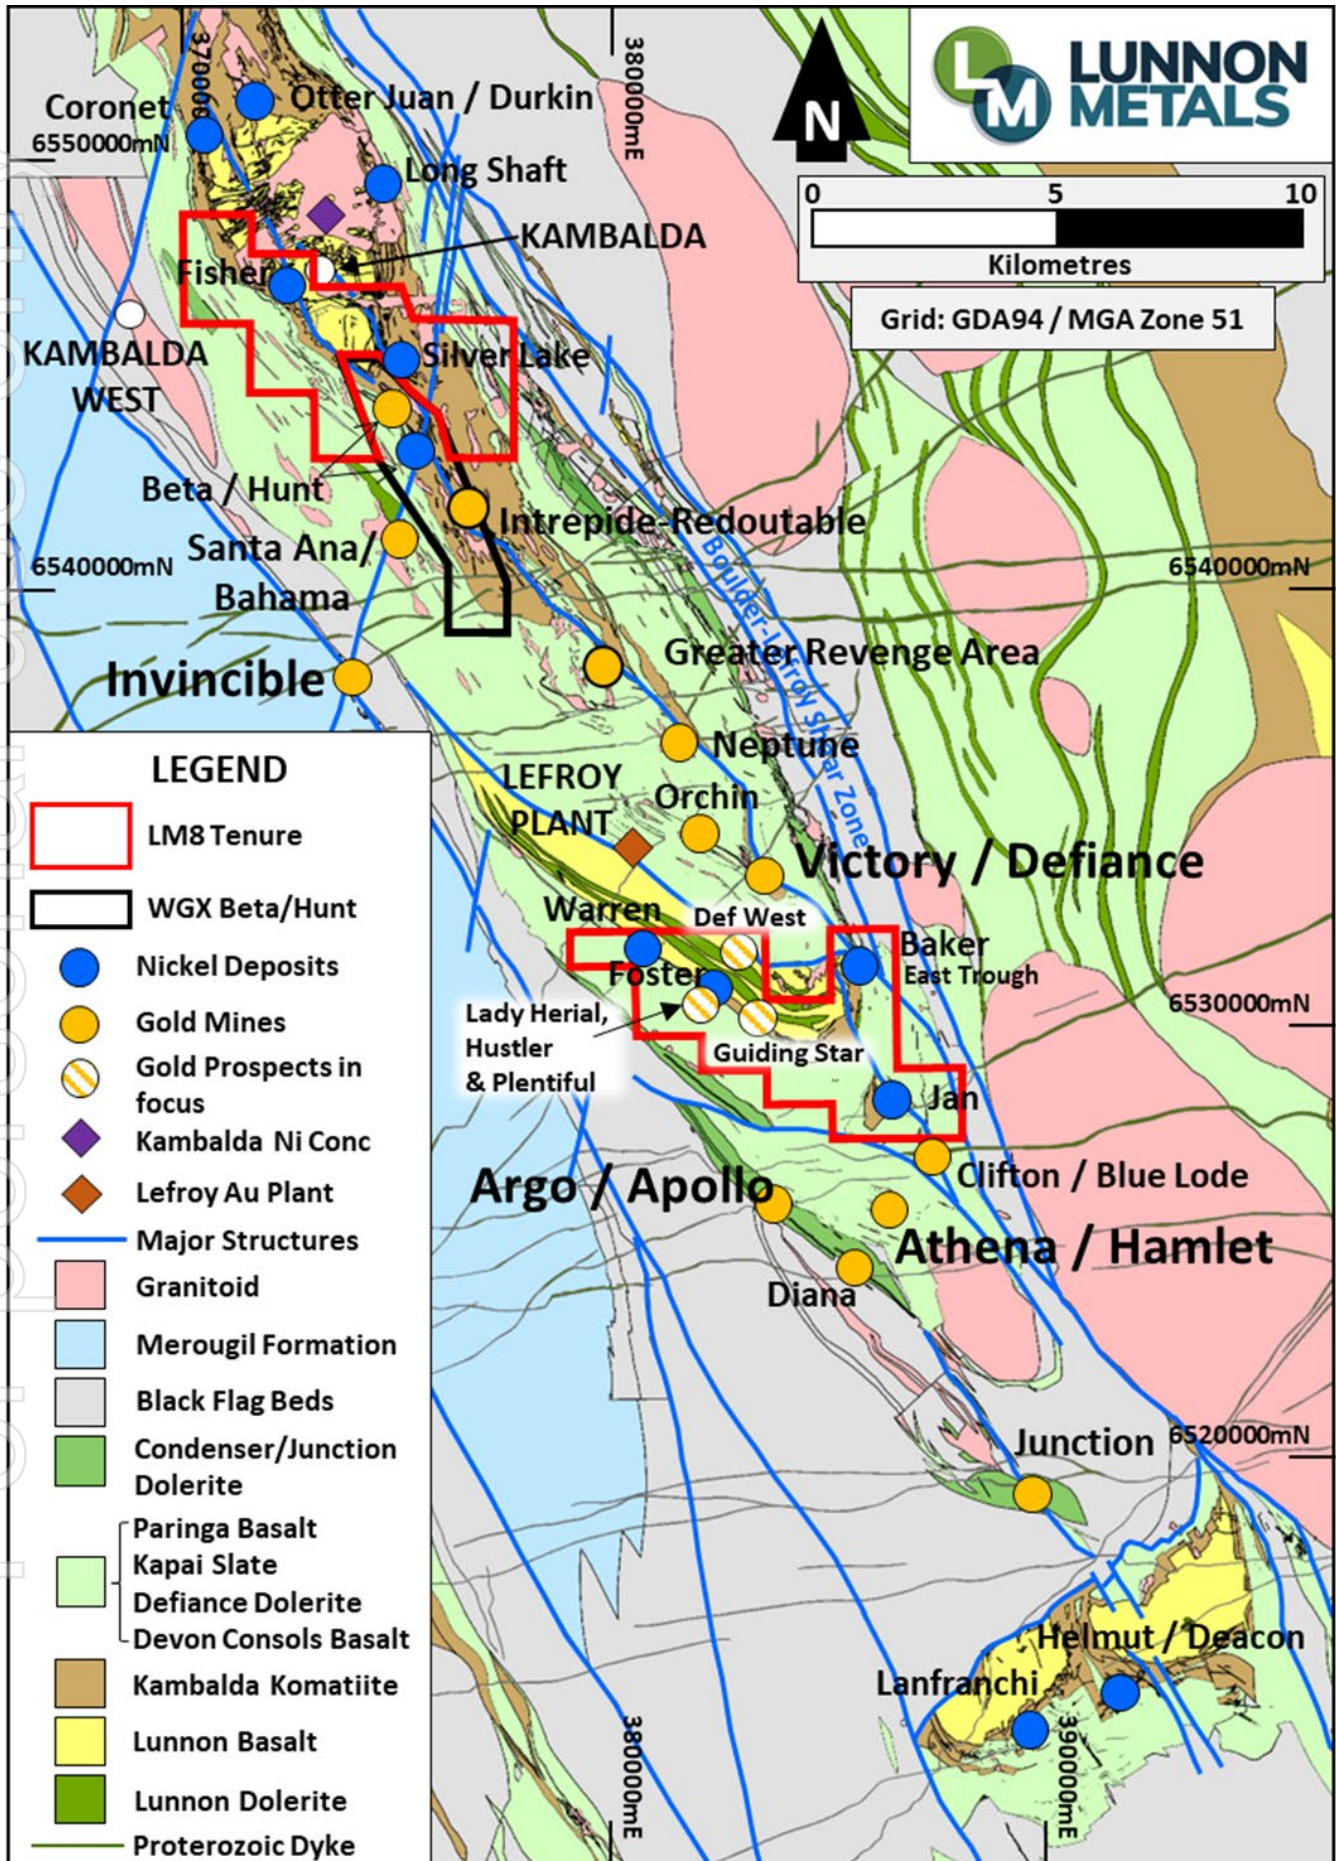 LM
LUNNON
METALS
N
0 5 10
Kilometres
Grid: GDA94 / MGA Zone 51
370000
380000mE
Coronet
6550000mN
Otter Juan / Durkin
Long Shaft
KAMBALDA
Fisher
KAMBALDA
WEST
Silver Lake
Beta / Hunt
Intrepide-Redoutable
Santa Ana/
Bahama
6540000mN
6540000mN
Boulder-Lefroy Shear Zone
Invincible
Greater Revenge Area
Neptune
LEFROY
PLANT
Orchin
Victory / Defiance
Warren
Def West
Baker
East Trough
Foster
6530000mN
Lady Herial,
Hustler
& Plentiful
Guiding Star
Jan
Clifton / Blue Lode
Argo / Apollo
Athena / Hamlet
Diana
Junction
6520000mN
Helmut / Deacon
Lanfranchi
380000mE
390000mE
LEGEND
LM8 Tenure
WGX Beta/Hunt
Nickel Deposits
Gold Mines
Gold Prospects in
focus
Kambalda Ni Conc
Lefroy Au Plant
Major Structures
Granitoid
Merougil Formation
Black Flag Beds
Condenser/Junction
Dolerite
Paringa Basalt
Kapai Slate
Defiance Dolerite
Devon Consols Basalt
Kambalda Komatiite
Lunnon Basalt
Lunnon Dolerite
Proterozoic Dyke